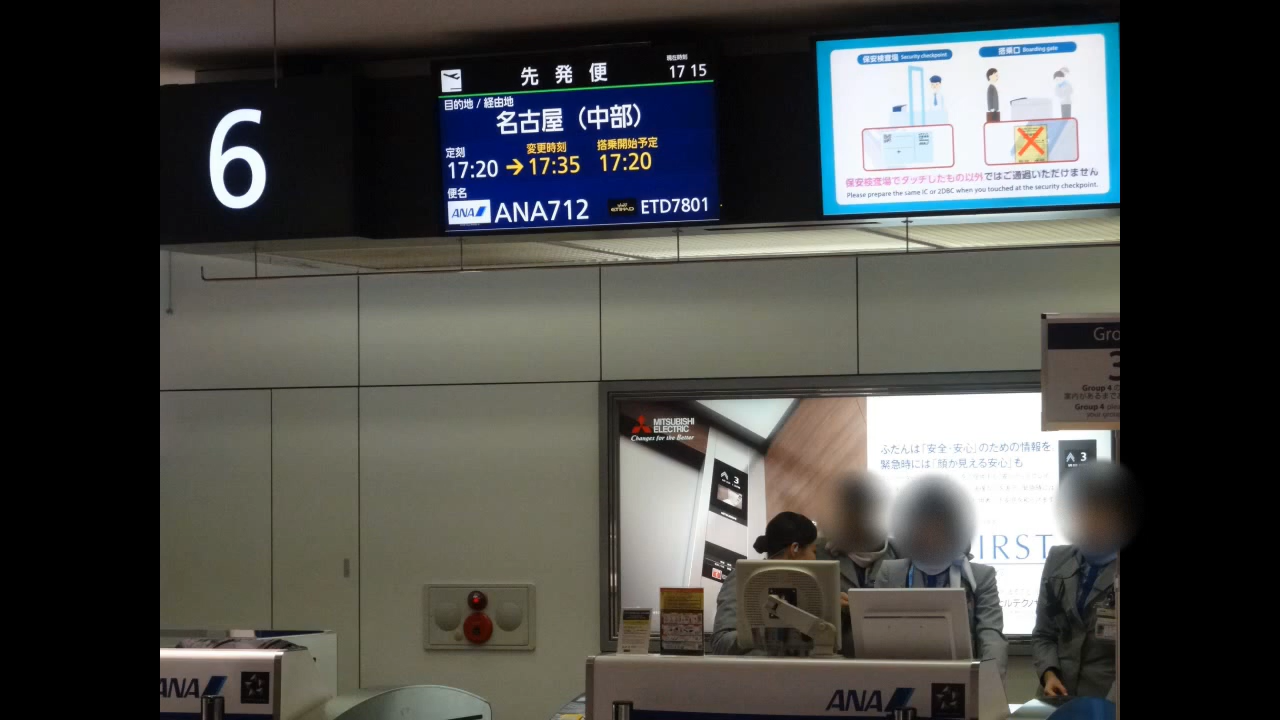 6
先発便
現在時刻
17 15
目的地 / 経由地
名古屋（中部）
定刻
変更時刻
搭乗開始予定
17:20 → 17:35
17:20
便名
ANA ANA712
ETIHAD ETD7801
保安検査場 Security checkpoint
搭乗口 Boarding gate
保安検査場でタッチしたもの以外ではご通過いただけません
Please prepare the same IC or 2DBC when you touched at the security checkpoint.
3
Group 4
Group 4
MITSUBISHI
ELECTRIC
Changes for the Better
3
ふだんは「安全・安心」のための情報を
緊急時には「顔が見える安心」も
3
ANA
ANA